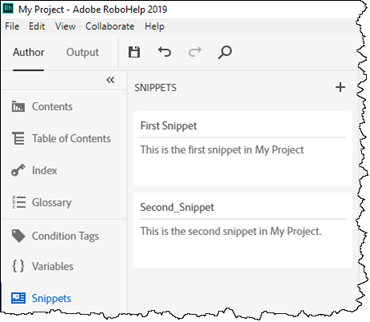 Rh My Project - Adobe RoboHelp 2019
File Edit View Collaborate Help
Author Output
SNIPPETS
Contents
Table of Contents
Index
Glossary
Condition Tags
Variables
Snippets
First Snippet
This is the first snippet in My Project
Second_Snippet
This is the second snippet in My Project.